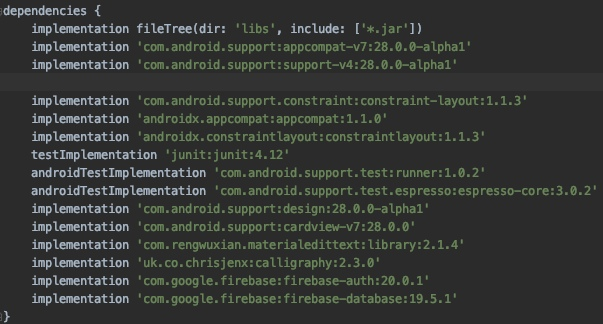 dependencies {
implementation fileTree(dir: 'libs', include: ['*.jar'])
implementation 'com.android.support:appcompat-v7:28.0.0-alpha1'
implementation 'com.android.support:support-v4:28.0.0-alpha1'
implementation 'com.android.support.constraint:constraint-layout:1.1.3'
implementation 'androidx.appcompat:appcompat:1.1.0'
implementation 'androidx.constraintlayout:constraintlayout:1.1.3'
testImplementation 'junit:junit:4.12'
androidTestImplementation 'com.android.support.test:runner:1.0.2'
androidTestImplementation 'com.android.support.test.espresso:espresso-core:3.0.2'
implementation 'com.android.support:design:28.0.0-alpha1'
implementation 'com.android.support:cardview-v7:28.0.0'
implementation 'com.rengwuxian.materialedittext:library:2.1.4'
implementation 'uk.co.chrisjenx:calligraphy:2.3.0'
implementation 'com.google.firebase:firebase-auth:20.0.1'
implementation 'com.google.firebase:firebase-database:19.5.1'
}